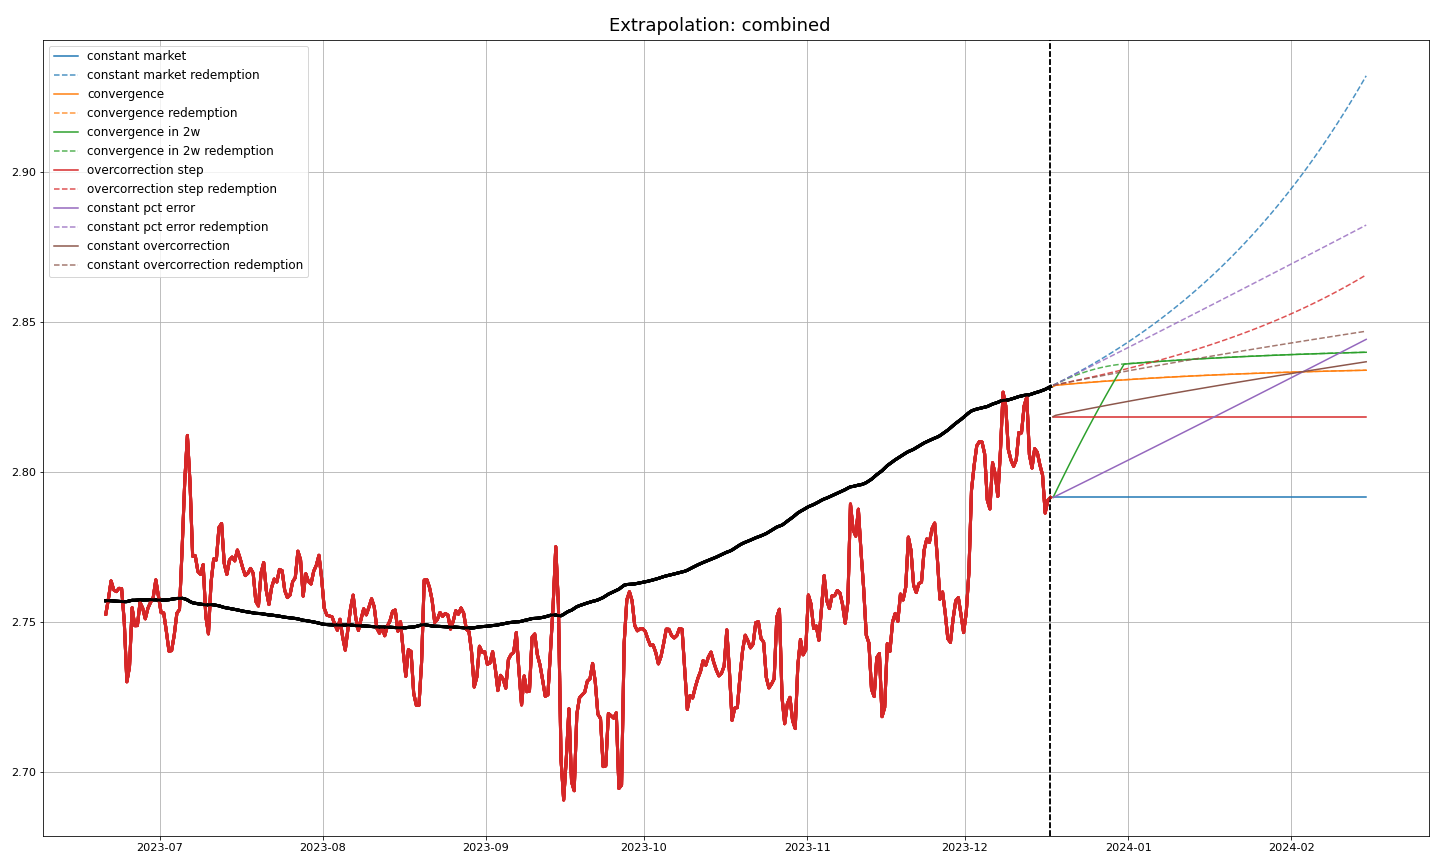 Extrapolation: combined
constant market
constant market redemption
convergence
convergence redemption
convergence in 2w
convergence in 2w redemption
overcorrection step
overcorrection step redemption
constant pct error
constant pct error redemption
constant overcorrection
constant overcorrection redemption
2.90
2.85
2.80
2.75
2.70
2023-07 2023-08 2023-09 2023-10 2023-11 2023-12 2024-01 2024-02